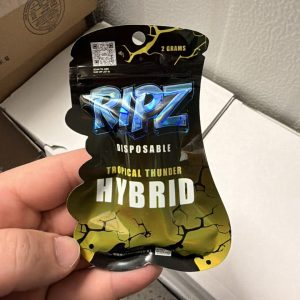 2 GRAMS
RIPZ
DISPOSABLE
TROPICAL THUNDER
HYBRID